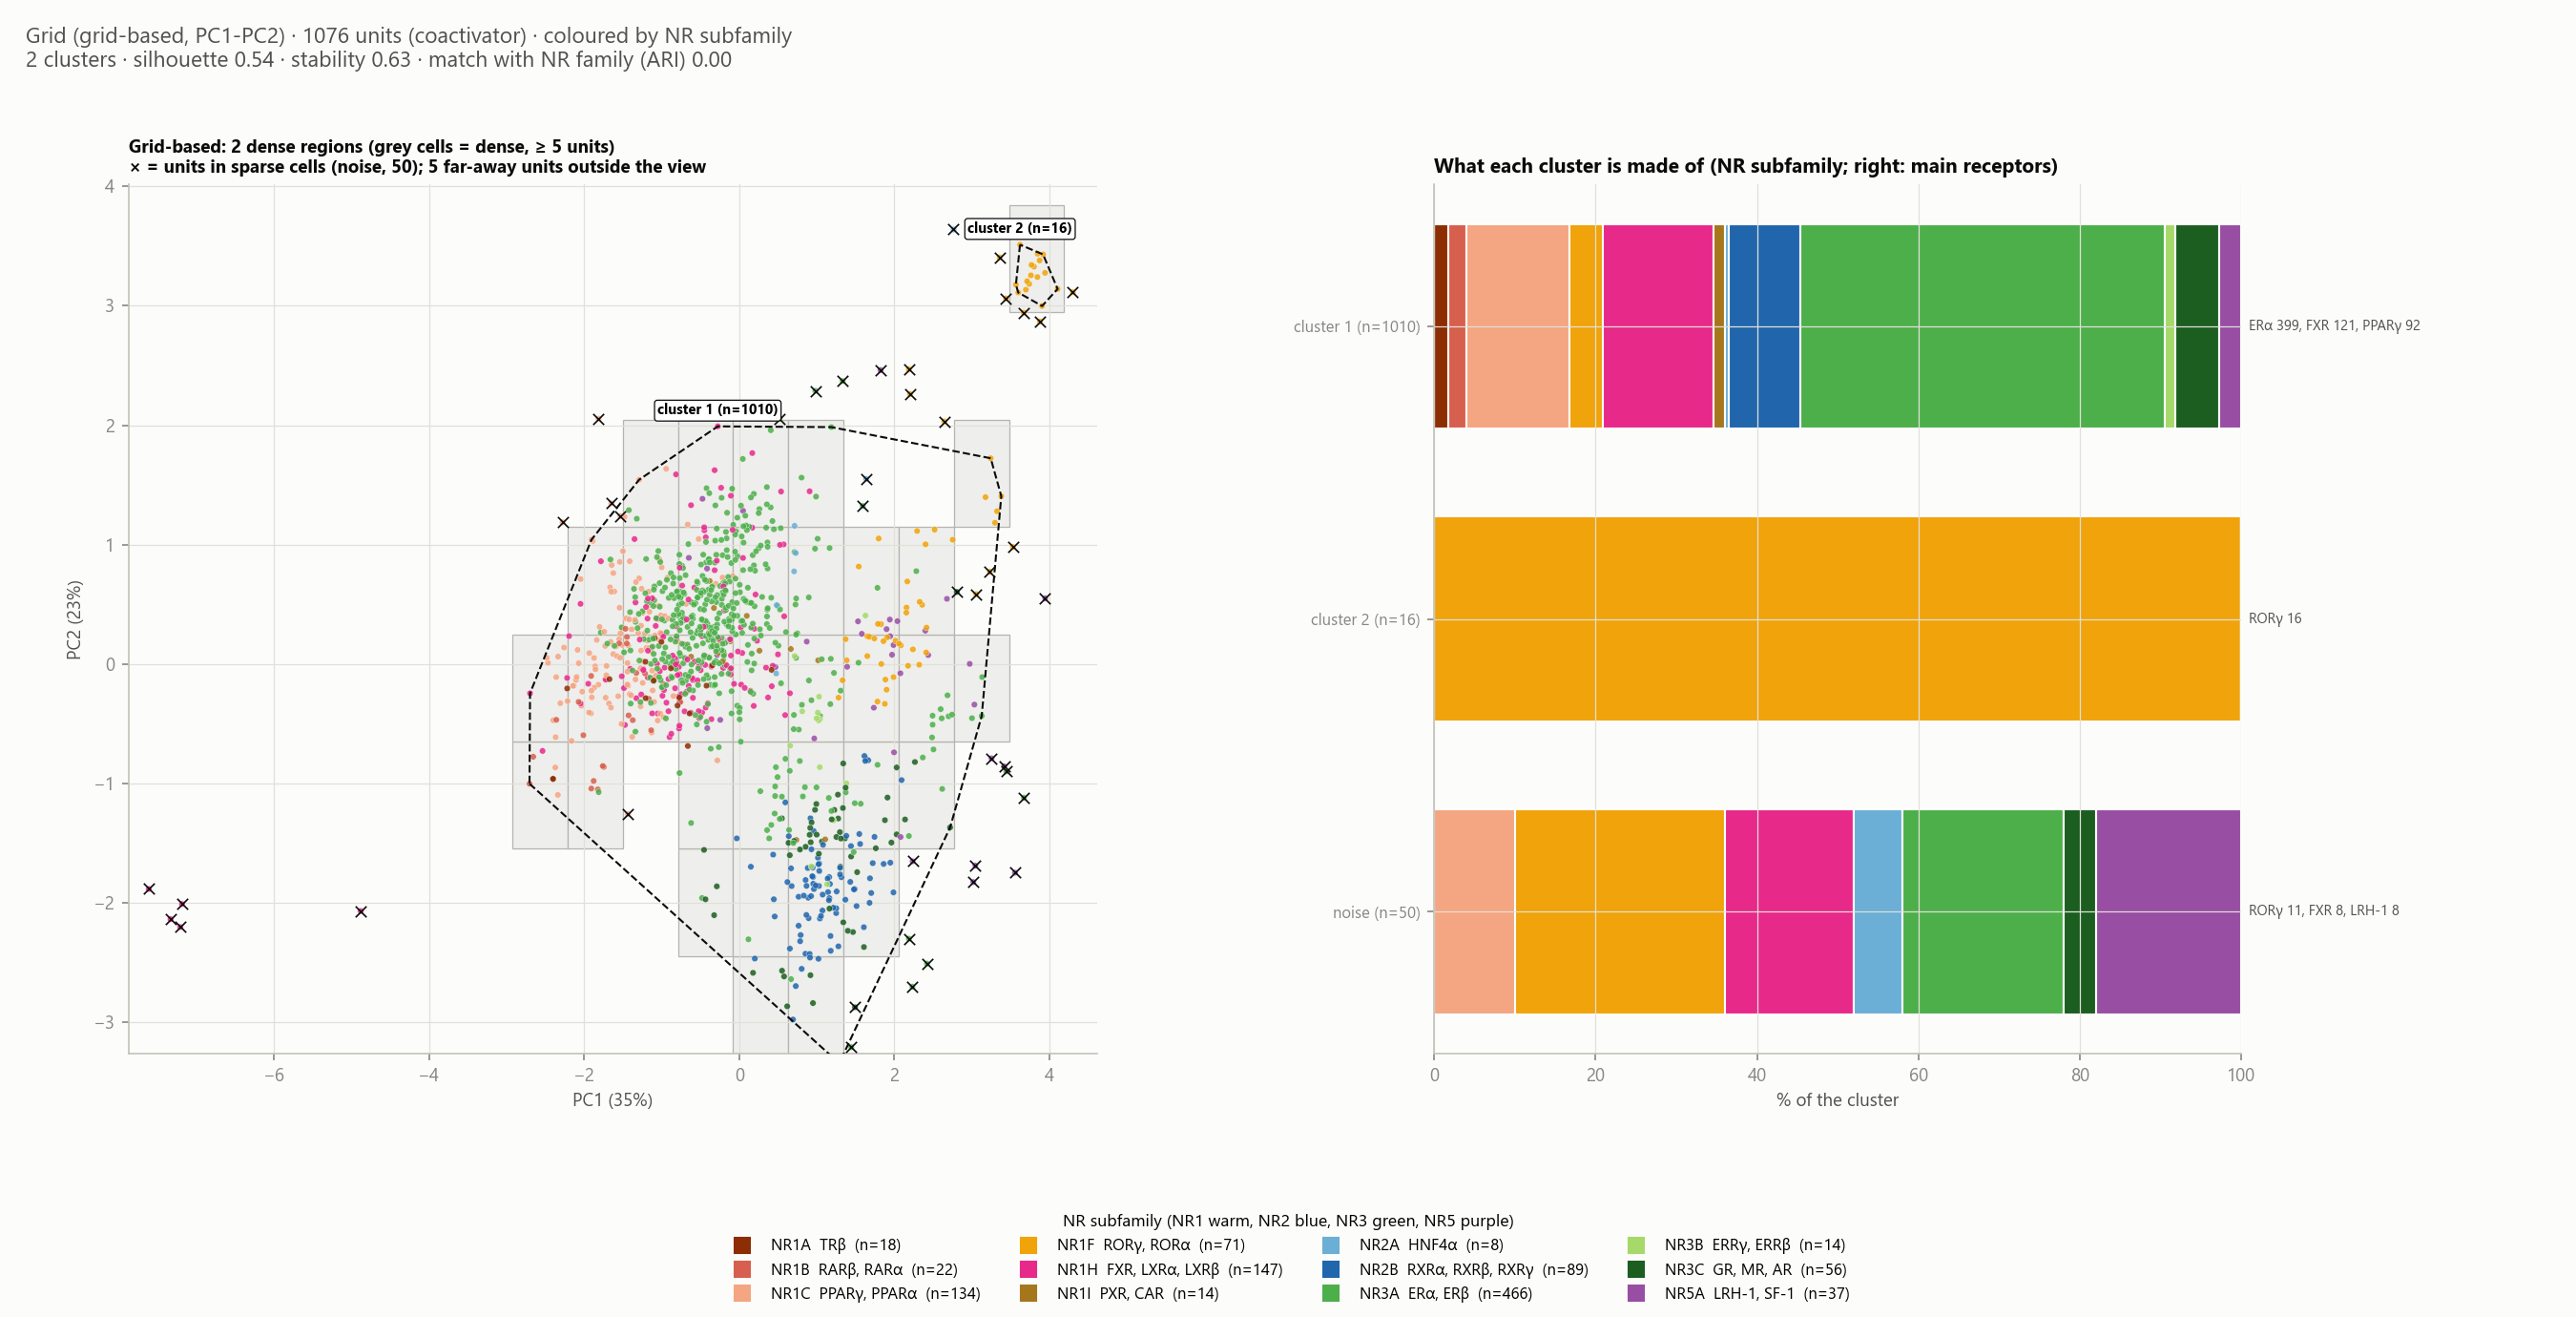 Grid (grid-based, PC1-PC2) · 1076 units (coactivator) · coloured by NR subfamily
2 clusters · silhouette 0.54 · stability 0.63 · match with NR family (ARI) 0.00
Grid-based: 2 dense regions (grey cells = dense, ≥ 5 units)
× = units in sparse cells (noise, 50); 5 far-away units outside the view
4
3
2
1
0
−1
−2
−3
PC2 (23%)
cluster 2 (n=16)
cluster 1 (n=1010)
−6
−4
−2
0
2
4
PC1 (35%)
What each cluster is made of (NR subfamily; right: main receptors)
cluster 1 (n=1010)
ERα 399, FXR 121, PPARγ 92
cluster 2 (n=16)
RORγ 16
noise (n=50)
RORγ 11, FXR 8, LRH-1 8
0
20
40
60
80
100
% of the cluster
NR subfamily (NR1 warm, NR2 blue, NR3 green, NR5 purple)
NR1A TRβ (n=18)
NR1B RARβ, RARα (n=22)
NR1C PPARγ, PPARα (n=134)
NR1F RORγ, RORα (n=71)
NR1H FXR, LXRα, LXRβ (n=147)
NR1I PXR, CAR (n=14)
NR2A HNF4α (n=8)
NR2B RXRα, RXRβ, RXRγ (n=89)
NR3A ERα, ERβ (n=466)
NR3B ERRγ, ERRβ (n=14)
NR3C GR, MR, AR (n=56)
NR5A LRH-1, SF-1 (n=37)